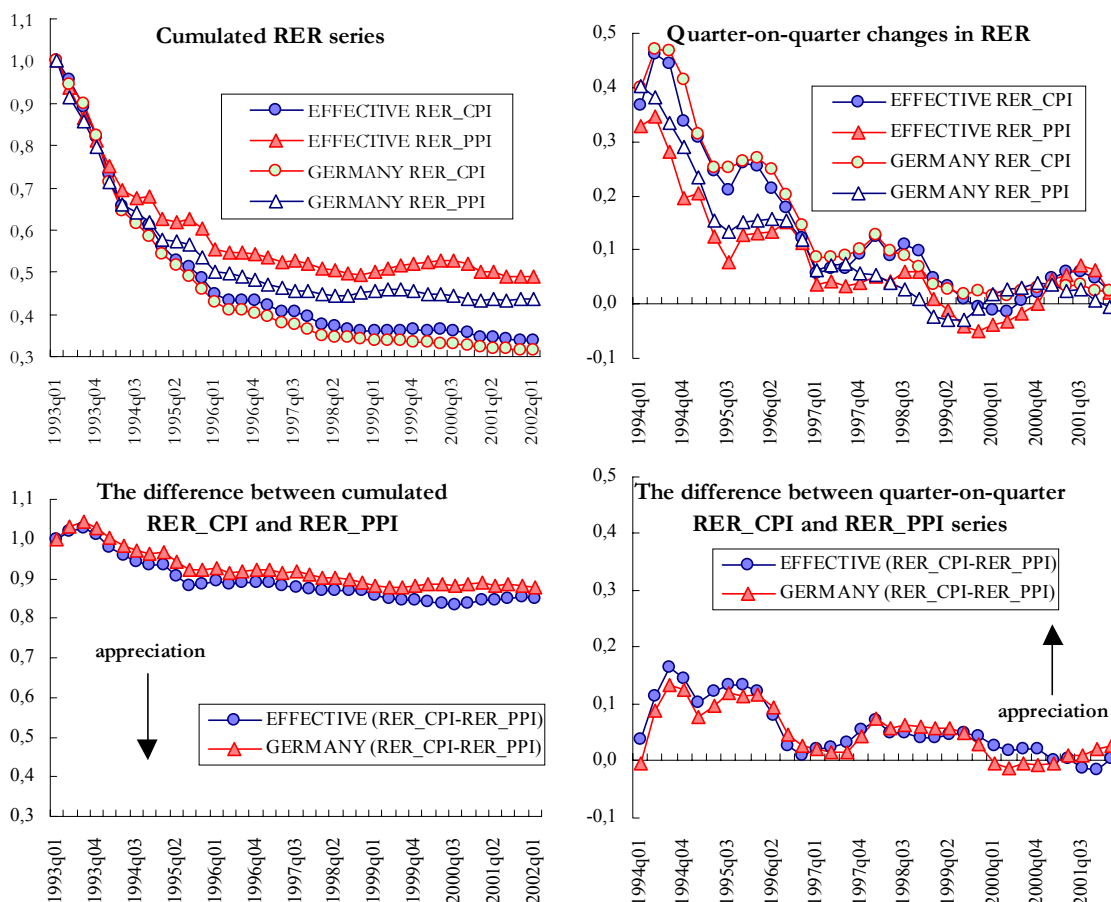 Cumulated RER series
1,1
1,0
0,9
0,8
0,7
0,6
0,5
0,4
0,3
EFFECTIVE RER_CPI
EFFECTIVE RER_PPI
GERMANY RER_CPI
GERMANY RER_PPI
1993q01
1993q04
1994q03
1995q02
1996q01
1996q04
1997q03
1998q02
1999q01
1999q04
2000q03
2001q02
2002q01
Quarter-on-quarter changes in RER
0,5
0,4
0,3
0,2
0,1
0,0
-0,1
EFFECTIVE RER_CPI
EFFECTIVE RER_PPI
GERMANY RER_CPI
GERMANY RER_PPI
1994q01
1994q04
1995q03
1996q02
1997q01
1997q04
1998q03
1999q02
2000q01
2000q04
2001q03
The difference between cumulated
RER_CPI and RER_PPI
1,1
1,0
0,9
0,8
0,7
0,6
0,5
0,4
0,3
appreciation
EFFECTIVE (RER_CPI-RER_PPI)
GERMANY (RER_CPI-RER_PPI)
1993q01
1993q04
1994q03
1995q02
1996q01
1996q04
1997q03
1998q02
1999q01
1999q04
2000q03
2001q02
2002q01
The difference between quarter-on-quarter
RER_CPI and RER_PPI series
0,5
0,4
0,3
0,2
0,1
0,0
-0,1
EFFECTIVE (RER_CPI-RER_PPI)
GERMANY (RER_CPI-RER_PPI)
appreciation
1994q01
1994q04
1995q03
1996q02
1997q01
1997q04
1998q03
1999q02
2000q01
2000q04
2001q03